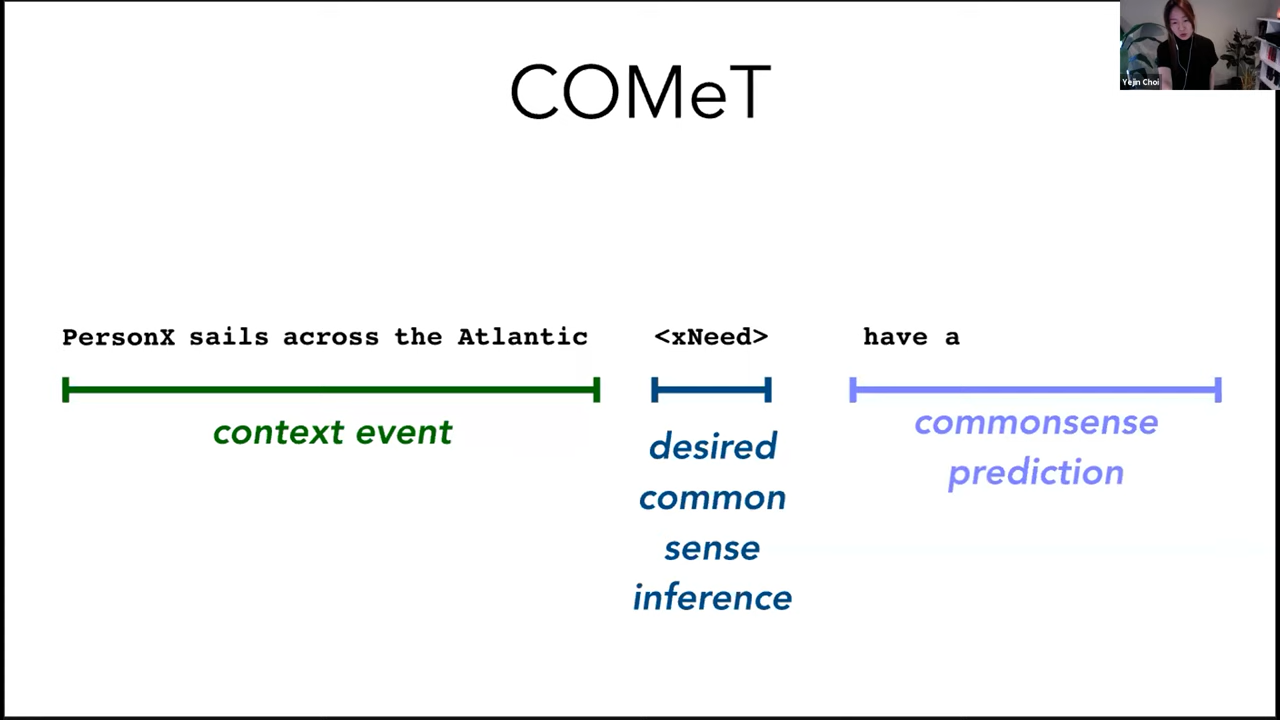 COMeT
Yejin Choi
PersonX sails across the Atlantic <xNeed> have a
context event
desired
common
sense
inference
commonsense
prediction